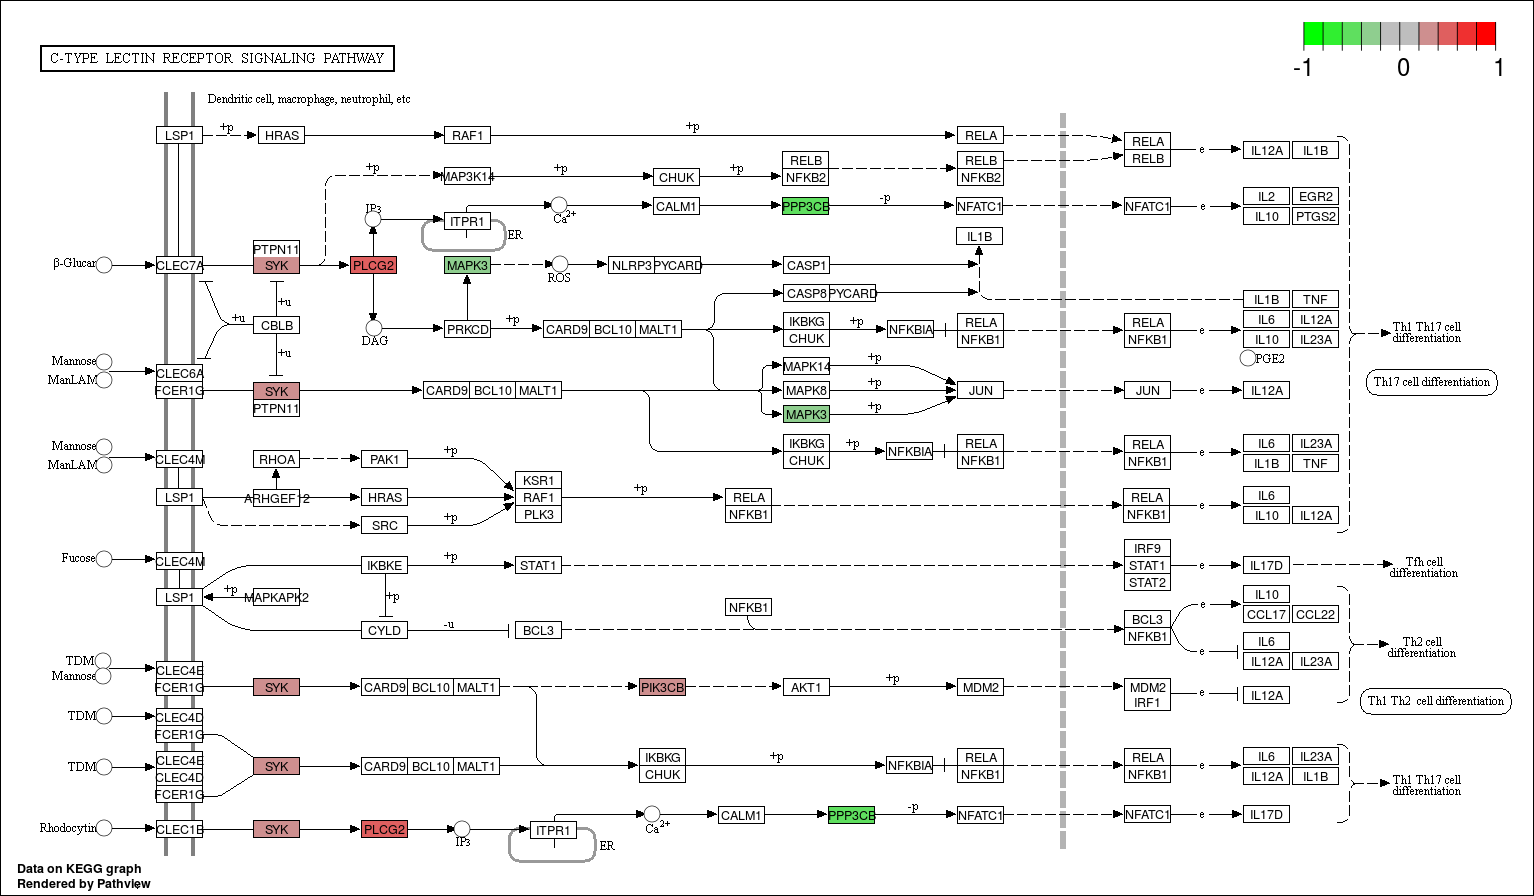 C-TYPE LECTIN RECEPTOR SIGNALING PATHWAY
-1 0 1
Dendritic cell, macrophage, neutrophil, etc
LSP1 +p HRAS RAF1 +p RELA RELA e IL12A IL1B
RELB
+p MAP3K14 +p CHUK +p RELB RELB
NFKB2 NFKB2
IP3 ITPR1 Ca2+ CALM1 PPP3CB -p NFATC1 NFATC1 e IL2 EGR2
IL10 PTGS2
ER
IL1B
PTPN11
β-Glucan CLEC7A SYK PLCG2 MAPK3 ROS NLRP3 PYCARD CASP1
CASP8 PYCARD IL1B TNF
+u
+u CBLB DAG PRKCD +p CARD9 BCL10 MALT1 IKBKG +p NFKBIA RELA RELA e IL6 IL12A
CHUK NFKB1 NFKB1 IL10 IL23A
PGE2
Th1 Th17 cell
differentiation
+u
Mannose
ManLAM
CLEC6A
FCER1G SYK CARD9 BCL10 MALT1
PTPN11
MAPK14 +p
MAPK8 +p JUN JUN e IL12A
MAPK3 +p
Th17 cell differentiation
Mannose
ManLAM
CLEC4M RHOA PAK1 +p IKBKG +p NFKBIA RELA RELA e IL6 IL23A
CHUK NFKB1 NFKB1 IL1B TNF
LSP1 ARHGEF12 HRAS KSR1
RAF1 +p RELA RELA e IL6
PLK3 NFKB1 NFKB1 IL10 IL12A
SRC +p
Fucose CLEC4M IKBKE +p STAT1 IRF9
STAT1 e IL17D
STAT2
Tfh cell
differentiation
LSP1 +p MAPKAPK2 +p
CYLD -u BCL3 NFKB1 BCL3
NFKB1
e IL10
CCL17 CCL22
e IL6
IL12A IL23A
Th2 cell
differentiation
TDM
Mannose
CLEC4E
FCER1G SYK CARD9 BCL10 MALT1 PIK3CB AKT1 +p MDM2 MDM2 e IL12A
IRF1
Th1 Th2 cell differentiation
TDM CLEC4D
FCER1G
TDM CLEC4E
CLEC4D
FCER1G
SYK CARD9 BCL10 MALT1 IKBKG +p NFKBIA RELA RELA e IL6 IL23A
CHUK NFKB1 NFKB1 IL12A IL1B
Th1 Th17 cell
differentiation
Rhodocytin CLEC1B SYK PLCG2 IP3 ITPR1 Ca2+ CALM1 PPP3CB -p NFATC1 NFATC1 e IL17D
ER
Data on KEGG graph
Rendered by Pathview